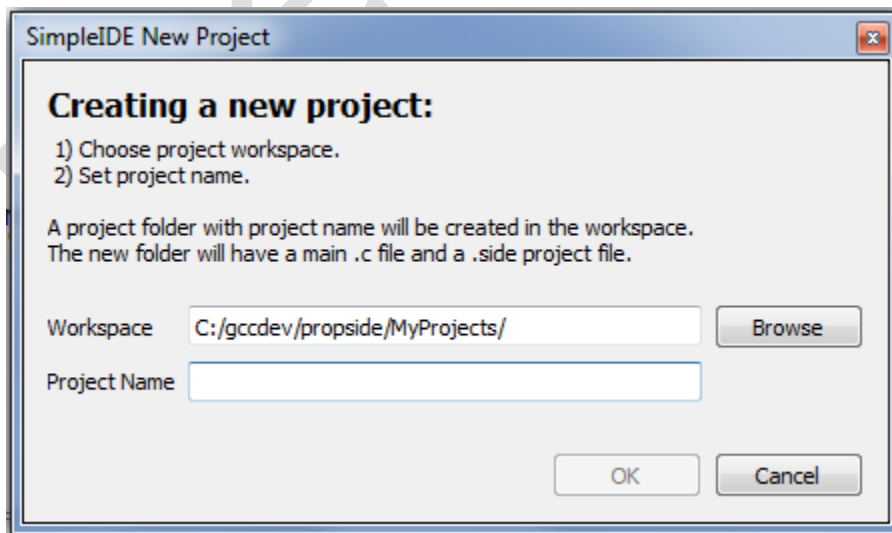 SimpleIDE New Project
Creating a new project:
1) Choose project workspace.
2) Set project name.
A project folder with project name will be created in the workspace.
The new folder will have a main .c file and a .side project file.
Workspace C:/gccdev/propside/MyProjects/ Browse
Project Name
OK Cancel